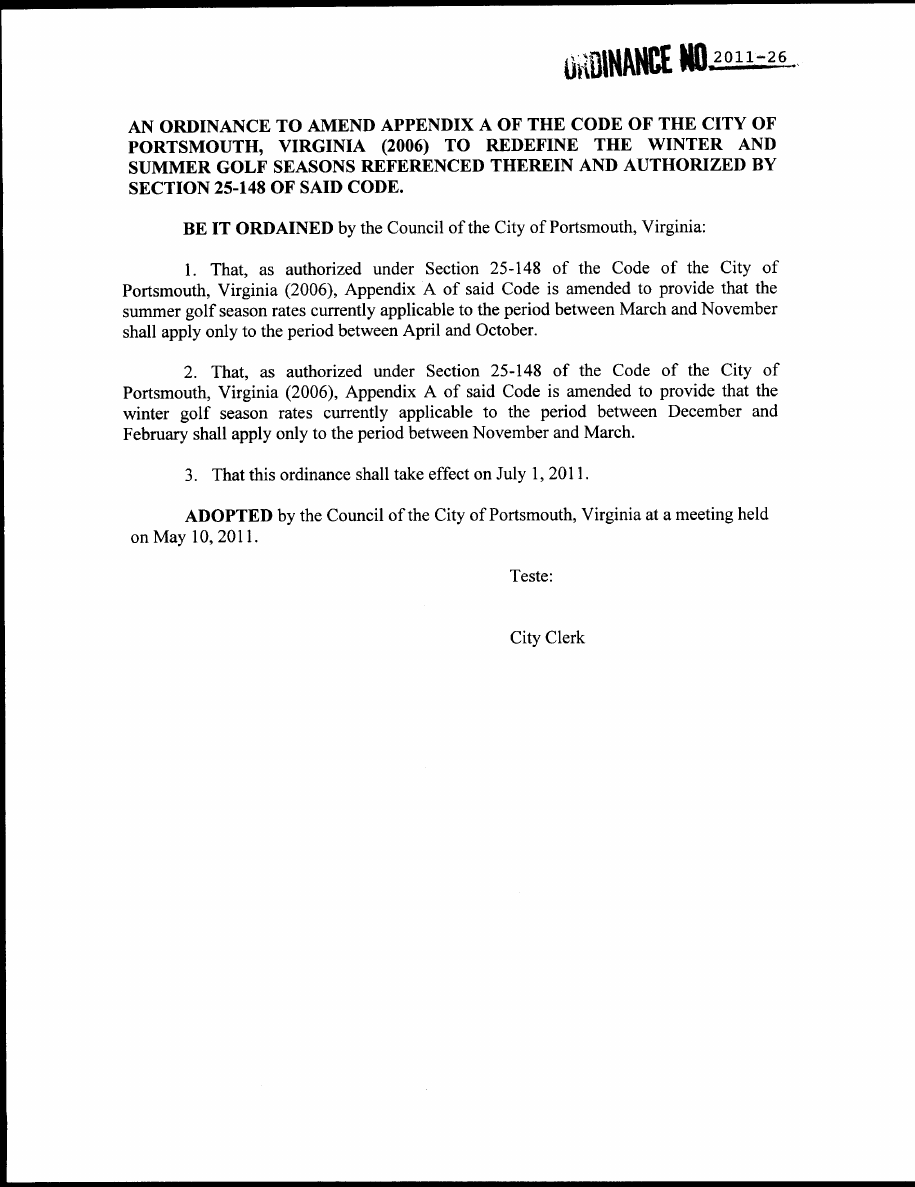 ORDINANCE NO. 2011-26
AN ORDINANCE TO AMEND APPENDIX A OF THE CODE OF THE CITY OF
PORTSMOUTH, VIRGINIA (2006) TO REDEFINE THE WINTER AND
SUMMER GOLF SEASONS REFERENCED THEREIN AND AUTHORIZED BY
SECTION 25-148 OF SAID CODE.
BE IT ORDAINED by the Council of the City of Portsmouth, Virginia:
1. That, as authorized under Section 25-148 of the Code of the City of
Portsmouth, Virginia (2006), Appendix A of said Code is amended to provide that the
summer golf season rates currently applicable to the period between March and November
shall apply only to the period between April and October.
2. That, as authorized under Section 25-148 of the Code of the City of
Portsmouth, Virginia (2006), Appendix A of said Code is amended to provide that the
winter golf season rates currently applicable to the period between December and
February shall apply only to the period between November and March.
3. That this ordinance shall take effect on July 1, 2011.
ADOPTED by the Council of the City of Portsmouth, Virginia at a meeting held
on May 10, 2011.
Teste:
City Clerk